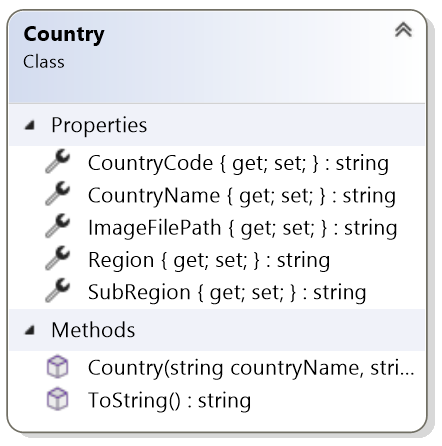 Country
Class
Properties
CountryCode { get; set; } : string
CountryName { get; set; } : string
ImageFilePath { get; set; } : string
Region { get; set; } : string
SubRegion { get; set; } : string
Methods
Country(string countryName, stri...
ToString() : string